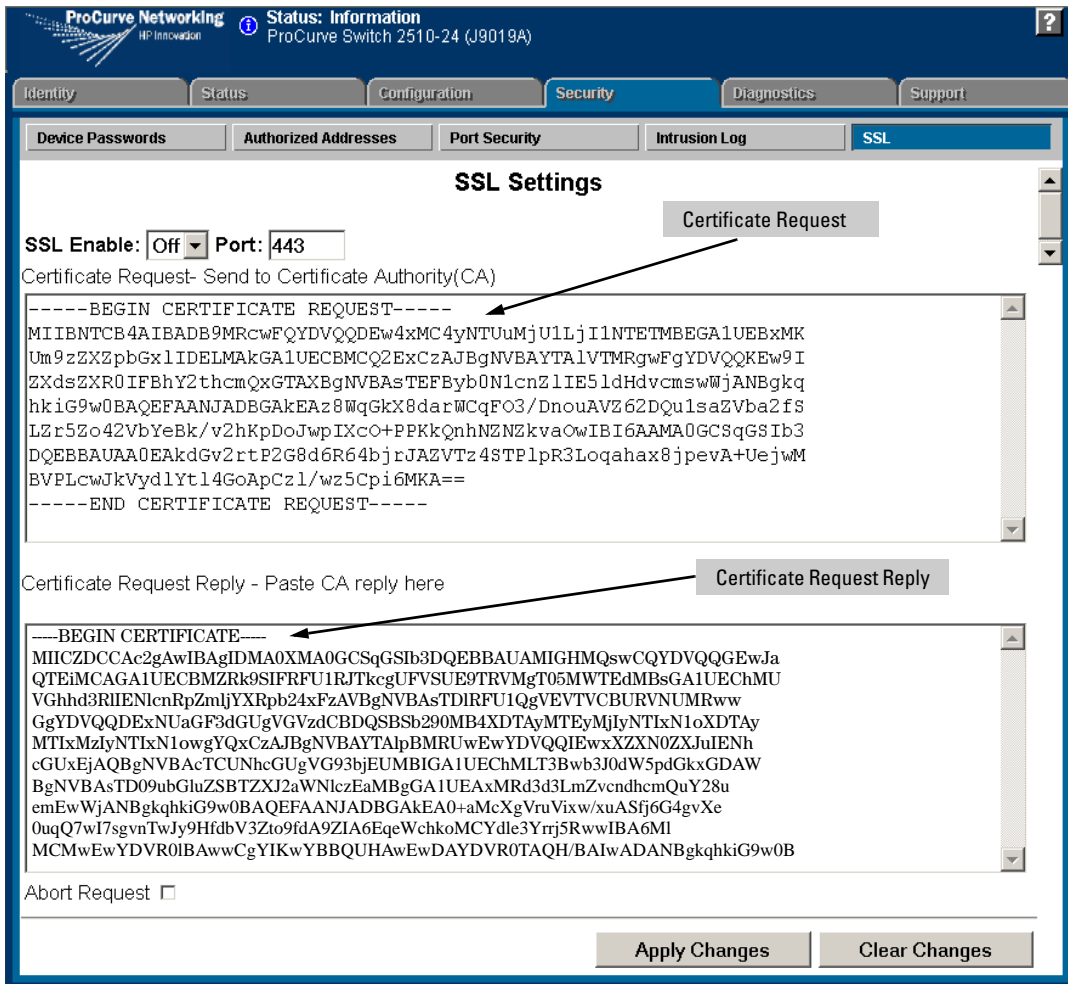 ProCurve Networking
HP Innovation
Status: Information
ProCurve Switch 2510-24 (J9019A)
?
Identity Status Configuration Security Diagnostics Support
Device Passwords Authorized Addresses Port Security Intrusion Log SSL
SSL Settings
Certificate Request
SSL Enable: Off Port: 443
Certificate Request- Send to Certificate Authority(CA)
-----BEGIN CERTIFICATE REQUEST-----
MIIBNTCB4AIBADB9MRcwFQYDVQQDEw4xMC4yNTUuMjU1LjI1NTETMBEGA1UEBxMK
Um9zZXZpbGxlIDELMAkGA1UECBMCQ2ExCzAJBgNVBAYTAlVTMRgwFgYDVQQKEw9I
ZXdsZXR0IFBhY2thcmQxGTAXBgNVBAsTEFByb0N1cnZlIE5ldHdvcmswWjANBgkq
hkiG9w0BAQEFAANJADBGAkEAz8WqGkX8darWCqFO3/DnouAVZ62DQu1saZVba2fS
LZr5Zo42VbYeBk/v2hKpDoJwpIXcO+PPKkQnhNZNZkvaOwIBI6AAMA0GCSqGSIb3
DQEBBAUAA0EAkdGv2rtP2G8d6R64bjrJAZVTz4STPlpR3Loqahax8jpevA+UejwM
BVPLcwJkVydlYtl4GoApCzl/wz5Cpi6MKA==
-----END CERTIFICATE REQUEST-----
Certificate Request Reply - Paste CA reply here
Certificate Request Reply
-----BEGIN CERTIFICATE-----
MIICZDCCAc2gAwIBAgIDMA0XMA0GCSqGSIb3DQEBBAUAMIGHMQswCQYDVQQGEwJa
QTEiMCAGA1UECBMZRk9SIFRFU1RJTkcgUFVSUE9TRVMgT05MWTEdMBsGA1UEChMU
VGhhd3RlIENlcnRpZmljYXRpb24xFzAVBgNVBAsTDlRFU1QgVEVTVCBURVNUMRww
GgYDVQQDExNUaGF3dGUgVGVzdCBDQSBSb290MB4XDTAyMTEyMjIyNTIxN1oXDTAy
MTIxMzIyNTIxN1owgYQxCzAJBgNVBAYTAlpBMRUwEwYDVQQIEwxXZXN0ZXJuIENh
cGUxEjAQBgNVBAcTCUNhcGUgVG93bjEUMBIGA1UEChMLT3Bwb3J0dW5pdGkxGDAW
BgNVBAsTD09ubGluZSBTZXJ2aWNlczEaMBgGA1UEAxMRd3d3LmZvcndhcmQuY28u
emEwWjANBgkqhkiG9w0BAQEFAANJADBGAkEA0+aMcXgVruVixw/xuASfj6G4gvXe
0uqQ7wI7sgvnTwJy9HfdbV3Zto9fdA9ZIA6EqeWchkoMCYdle3Yrrj5RwwIBA6Ml
MCMwEwYDVR0lBAwwCgYIKwYBBQUHAwEwDAYDVR0TAQH/BAIwADANBgkqhkiG9w0B
Abort Request
Apply Changes Clear Changes